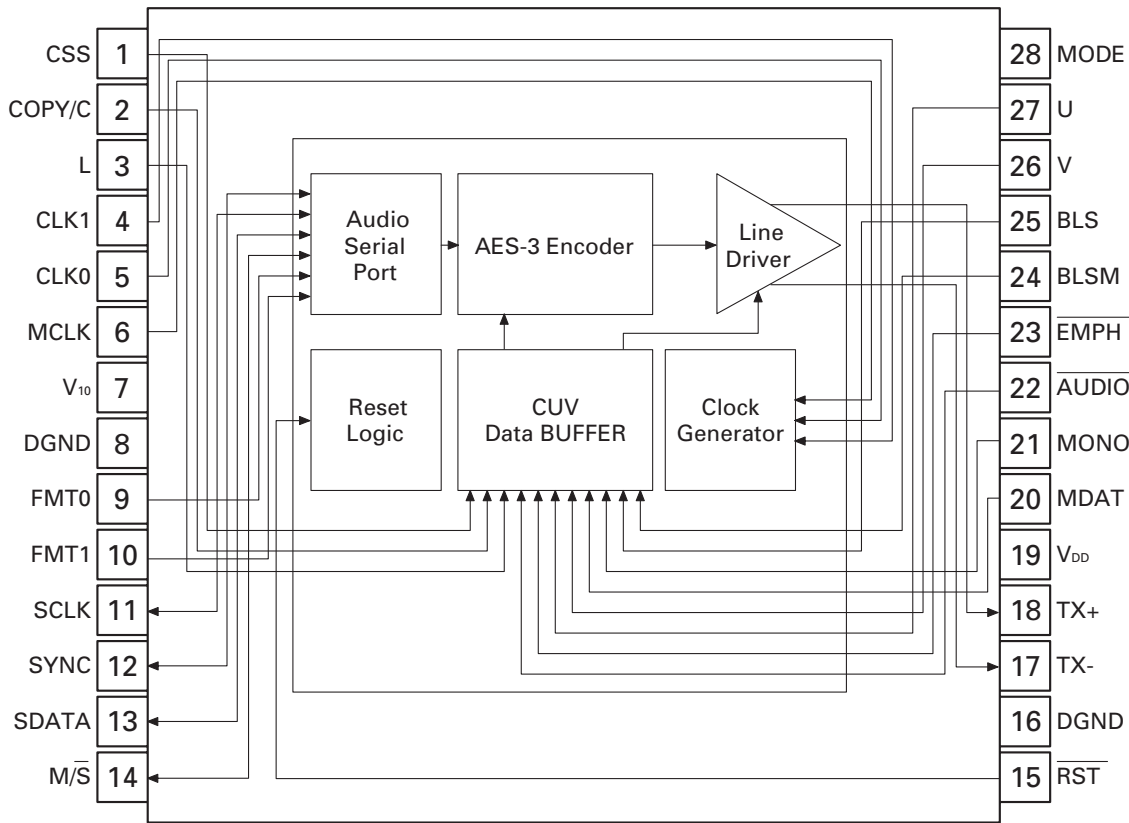 CSS 1
COPY/C 2
L 3
CLK1 4
CLK0 5
MCLK 6
V10 7
DGND 8
FMT0 9
FMT1 10
SCLK 11
SYNC 12
SDATA 13
M/S̅ 14
Audio
Serial
Port
AES-3 Encoder
Line
Driver
Reset
Logic
CUV
Data BUFFER
Clock
Generator
28 MODE
27 U
26 V
25 BLS
24 BLSM
23 E̅M̅P̅H̅
22 A̅U̅D̅I̅O̅
21 MONO
20 MDAT
19 VDD
18 TX+
17 TX-
16 DGND
15 R̅S̅T̅